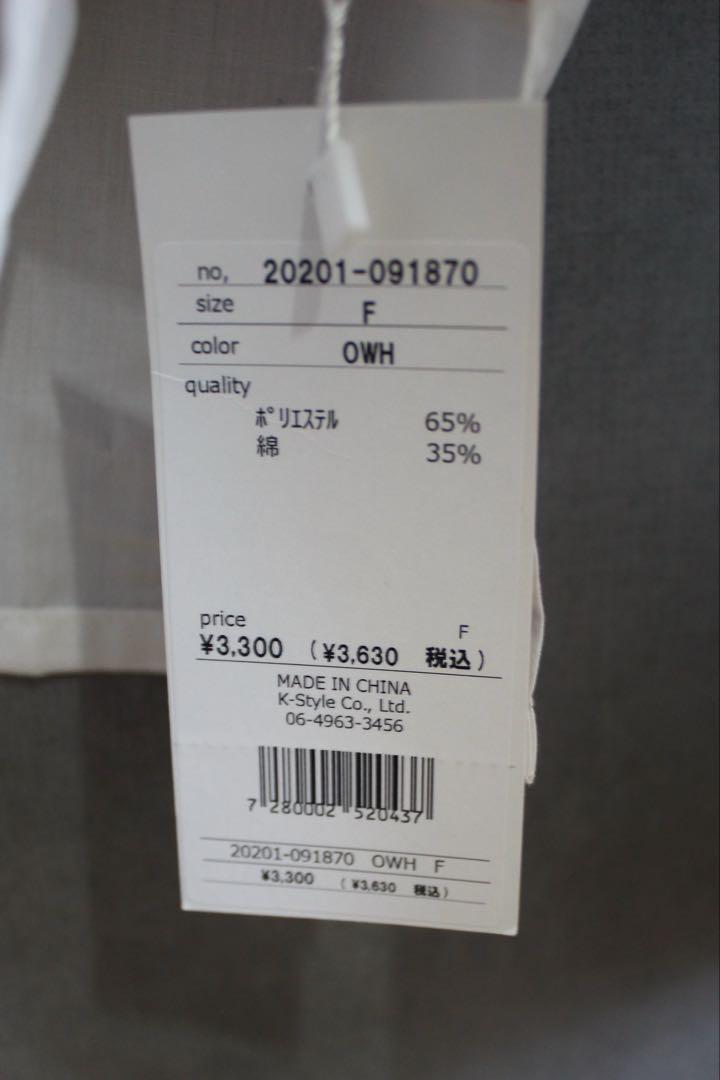 no, 20201-091870
size F
color OWH
quality
ﾎﾟﾘｴｽﾃﾙ 65%
綿 35%
price F
¥3,300 (¥3,630 税込)
MADE IN CHINA
K-Style Co., Ltd.
06-4963-3456
7 280002 520437
20201-091870 OWH F
¥3,300 (¥3,630 税込)